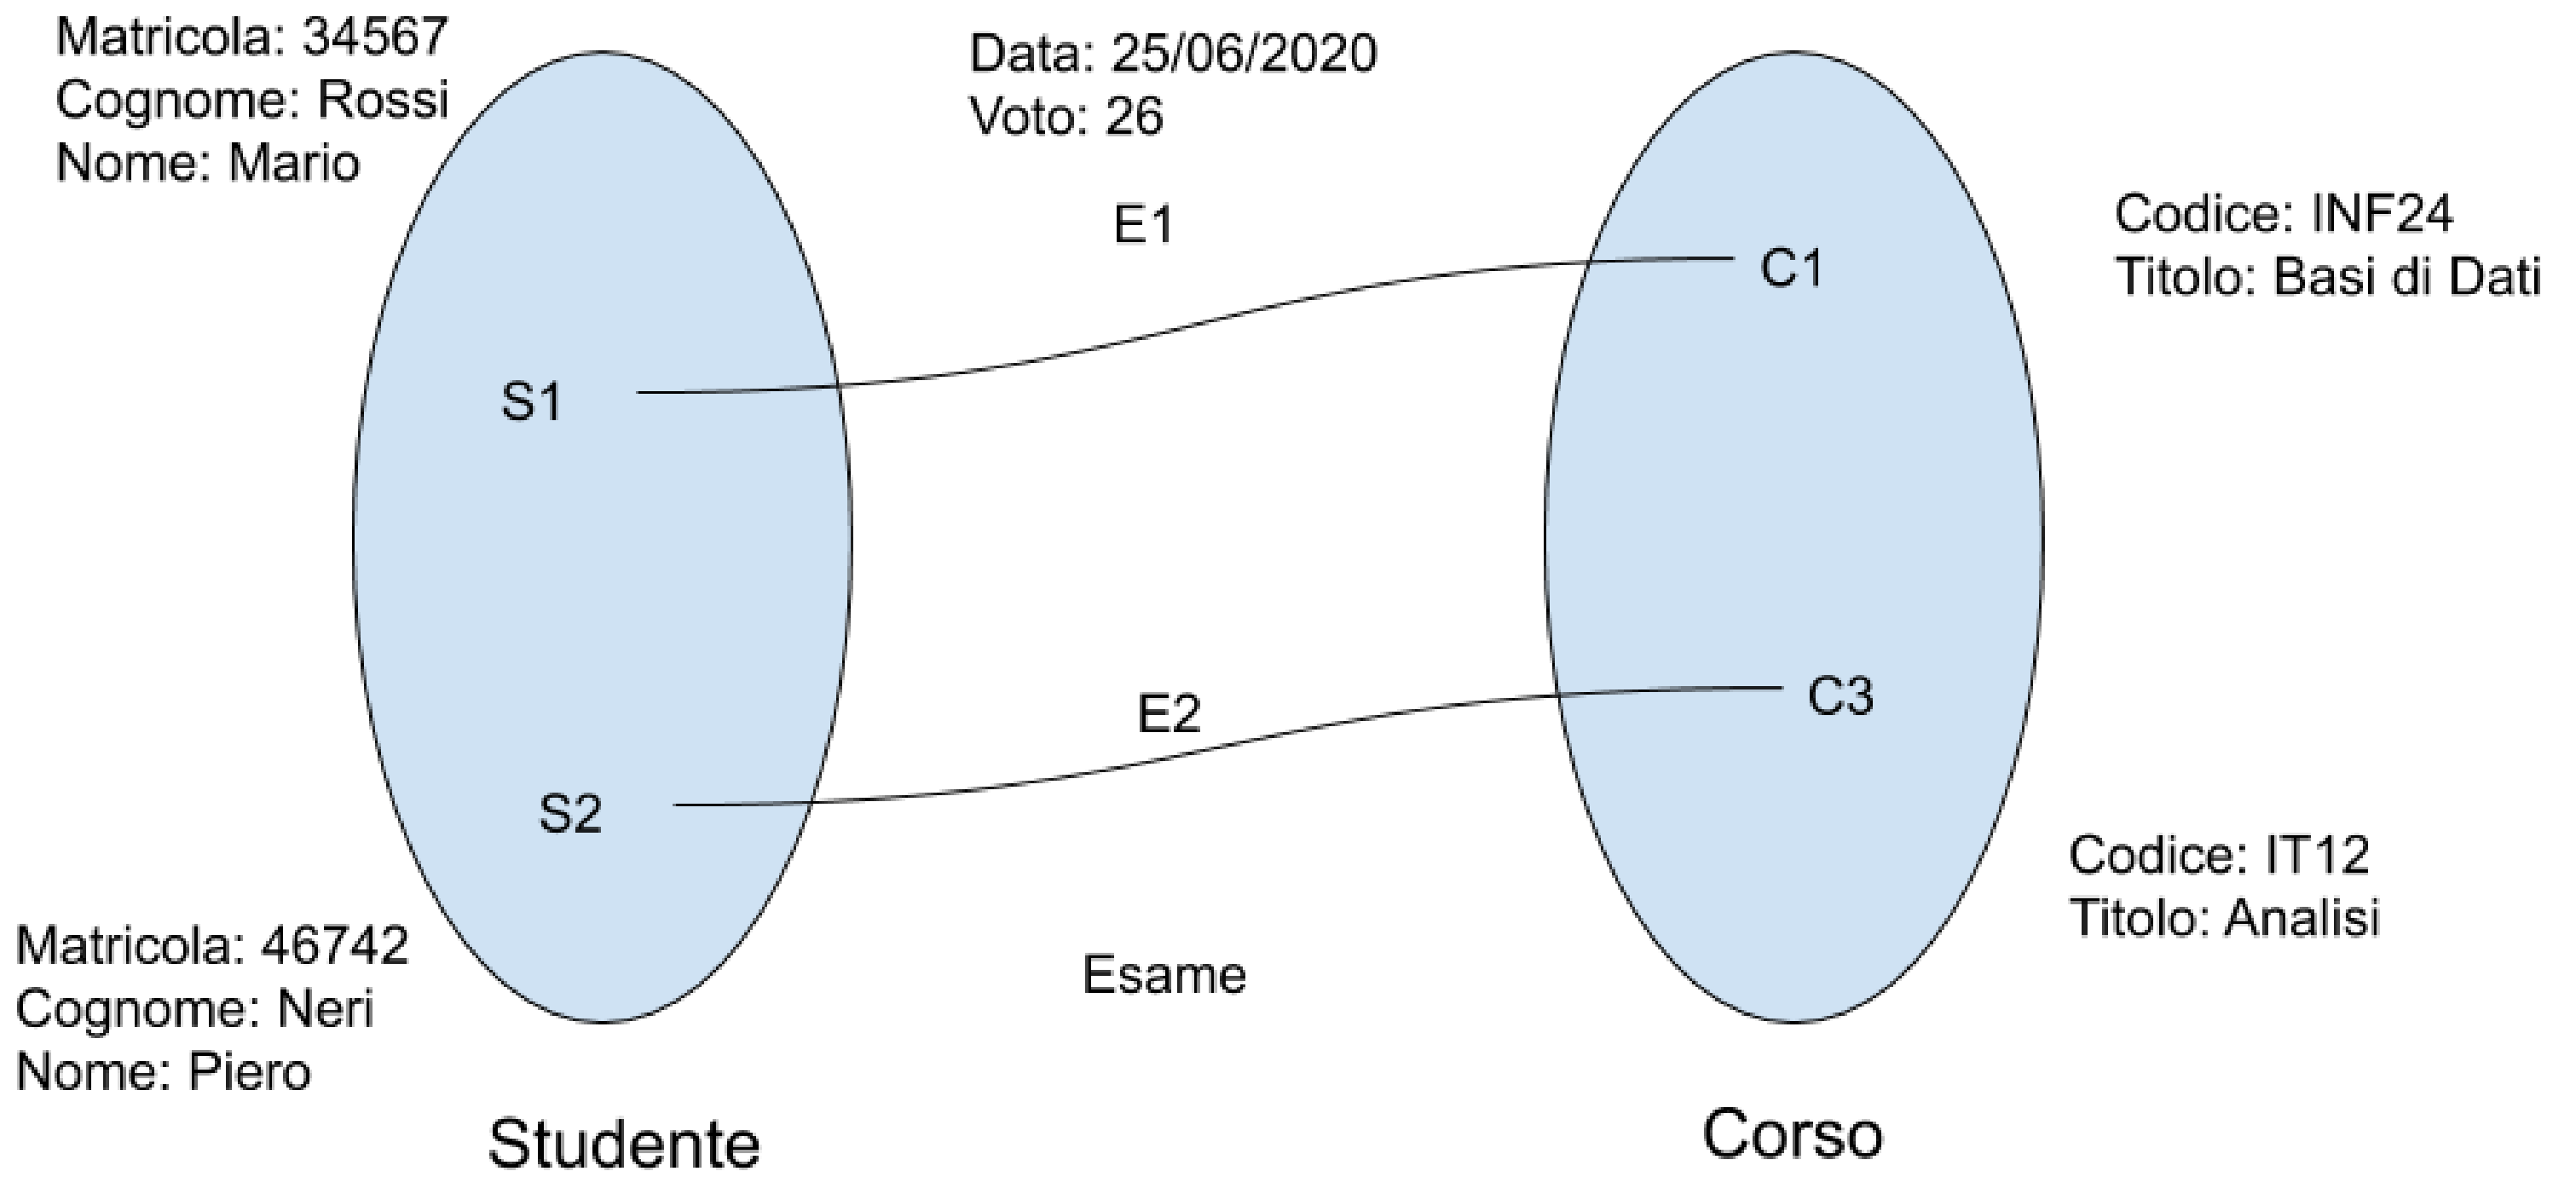 Matricola: 34567
Cognome: Rossi
Nome: Mario
Data: 25/06/2020
Voto: 26
E1
Codice: INF24
Titolo: Basi di Dati
C1
S1
E2
C3
S2
Codice: IT12
Titolo: Analisi
Matricola: 46742
Cognome: Neri
Nome: Piero
Esame
Studente
Corso